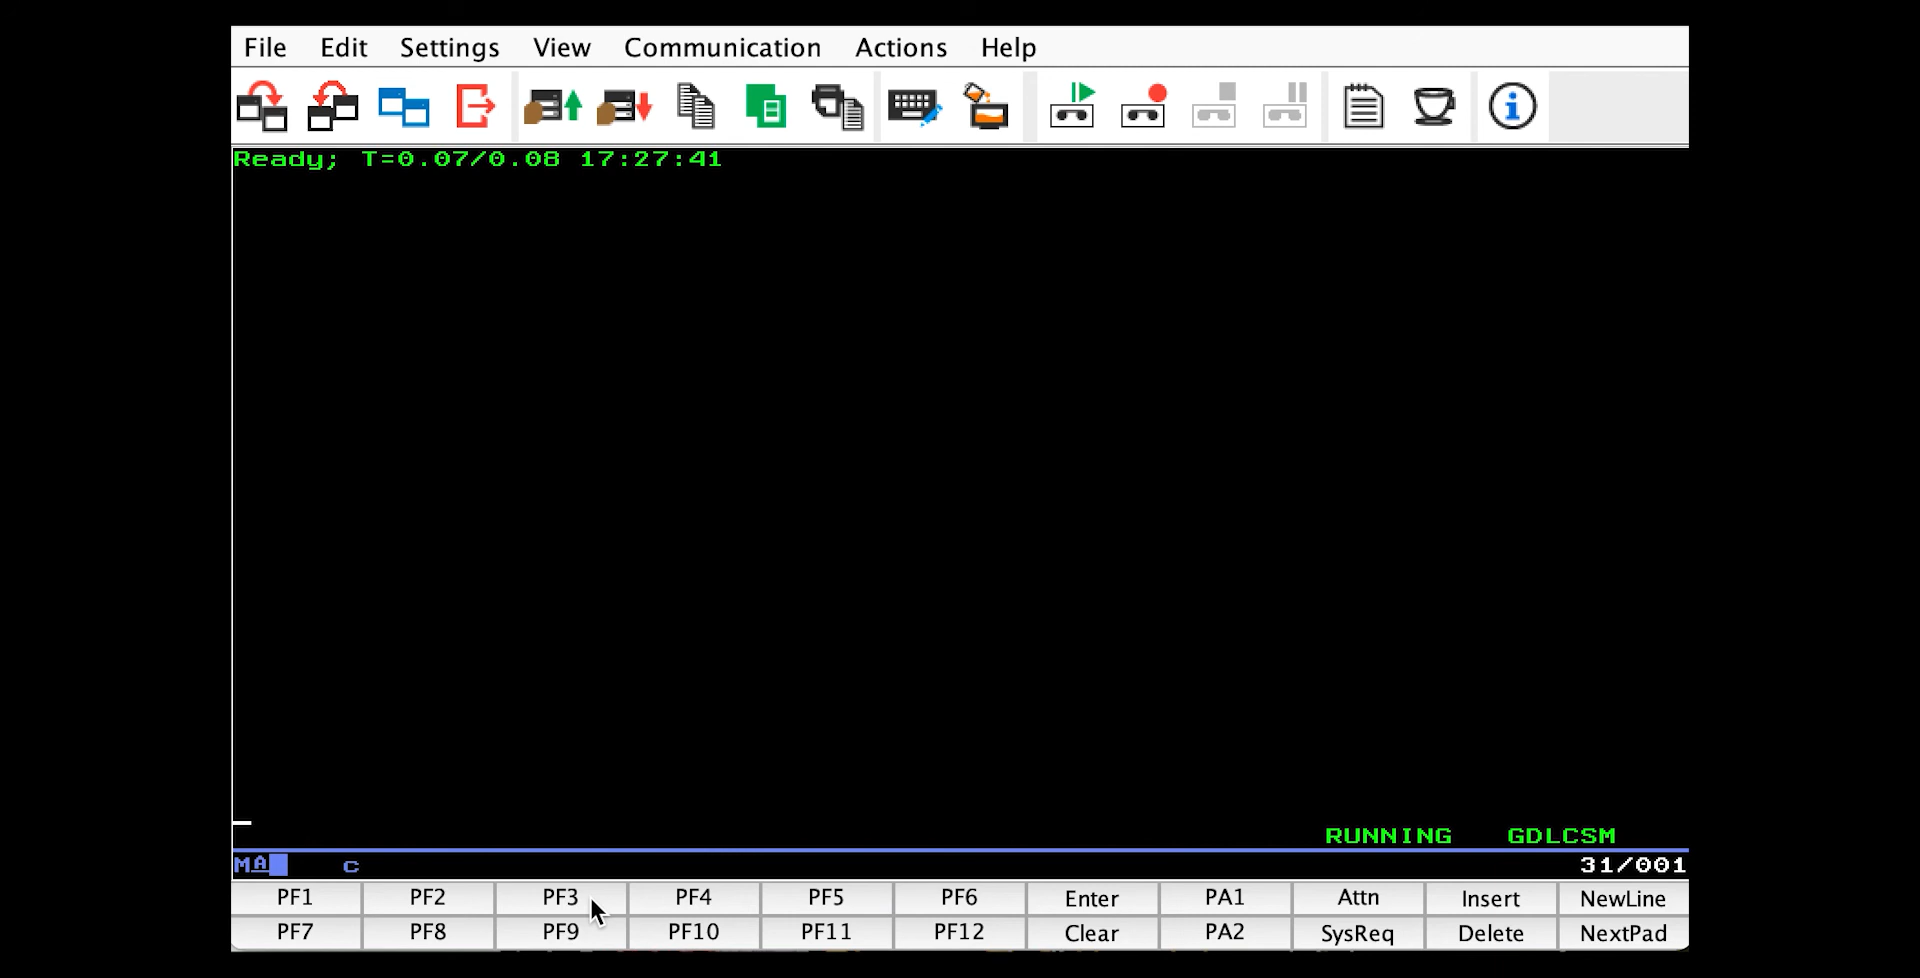 File Edit Settings View Communication Actions Help
Ready; T=0.07/0.08 17:27:41
RUNNING GDLCSM
MA c 31/001
PF1 PF2 PF3 PF4 PF5 PF6 Enter PA1 Attn Insert NewLine
PF7 PF8 PF9 PF10 PF11 PF12 Clear PA2 SysReq Delete NextPad